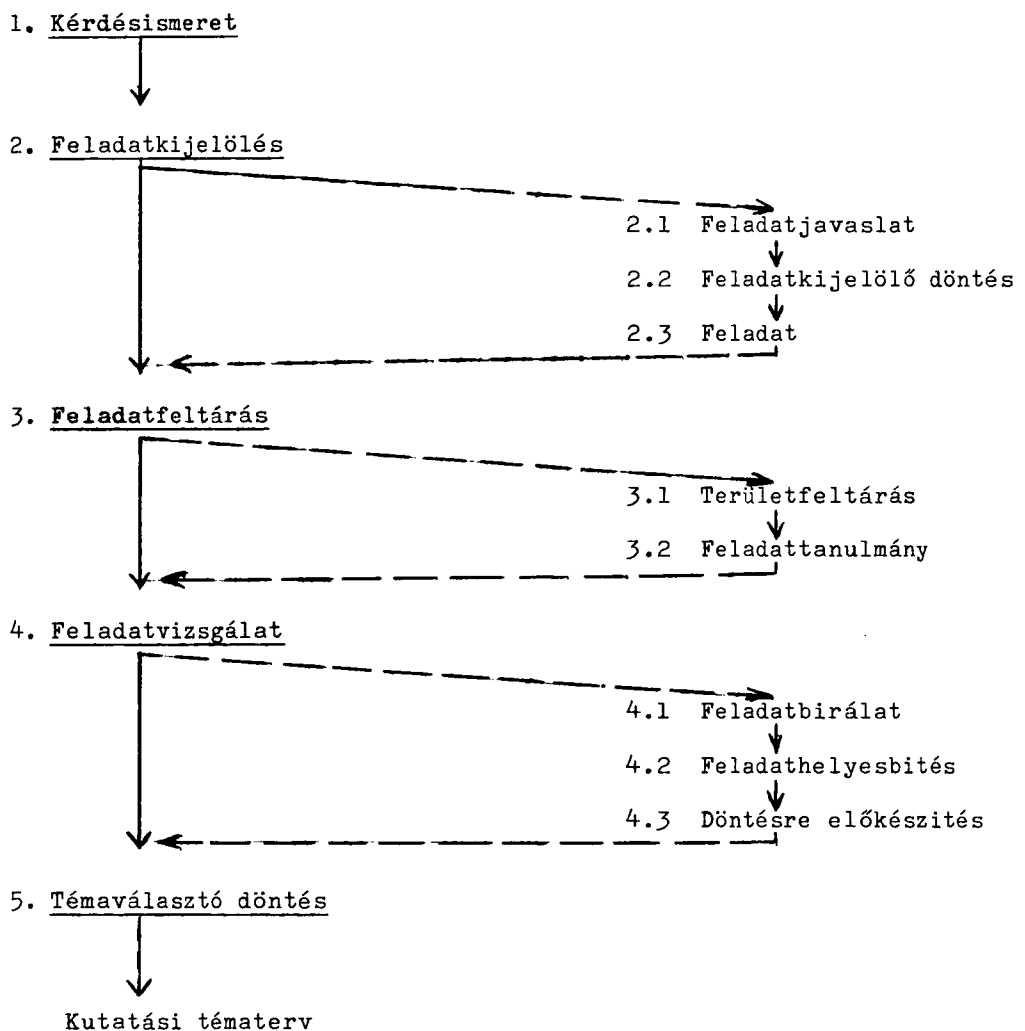 1. Kérdésismeret
2. Feladatkijelölés
2.1 Feladatjavaslat
2.2 Feladatkijelölő döntés
2.3 Feladat
3. Feladatfeltárás
3.1 Területfeltárás
3.2 Feladattanulmány
4. Feladatvizsgálat
4.1 Feladatbirálat
4.2 Feladathelyesbités
4.3 Döntésre előkészités
5. Témaválasztó döntés
Kutatási tématerv